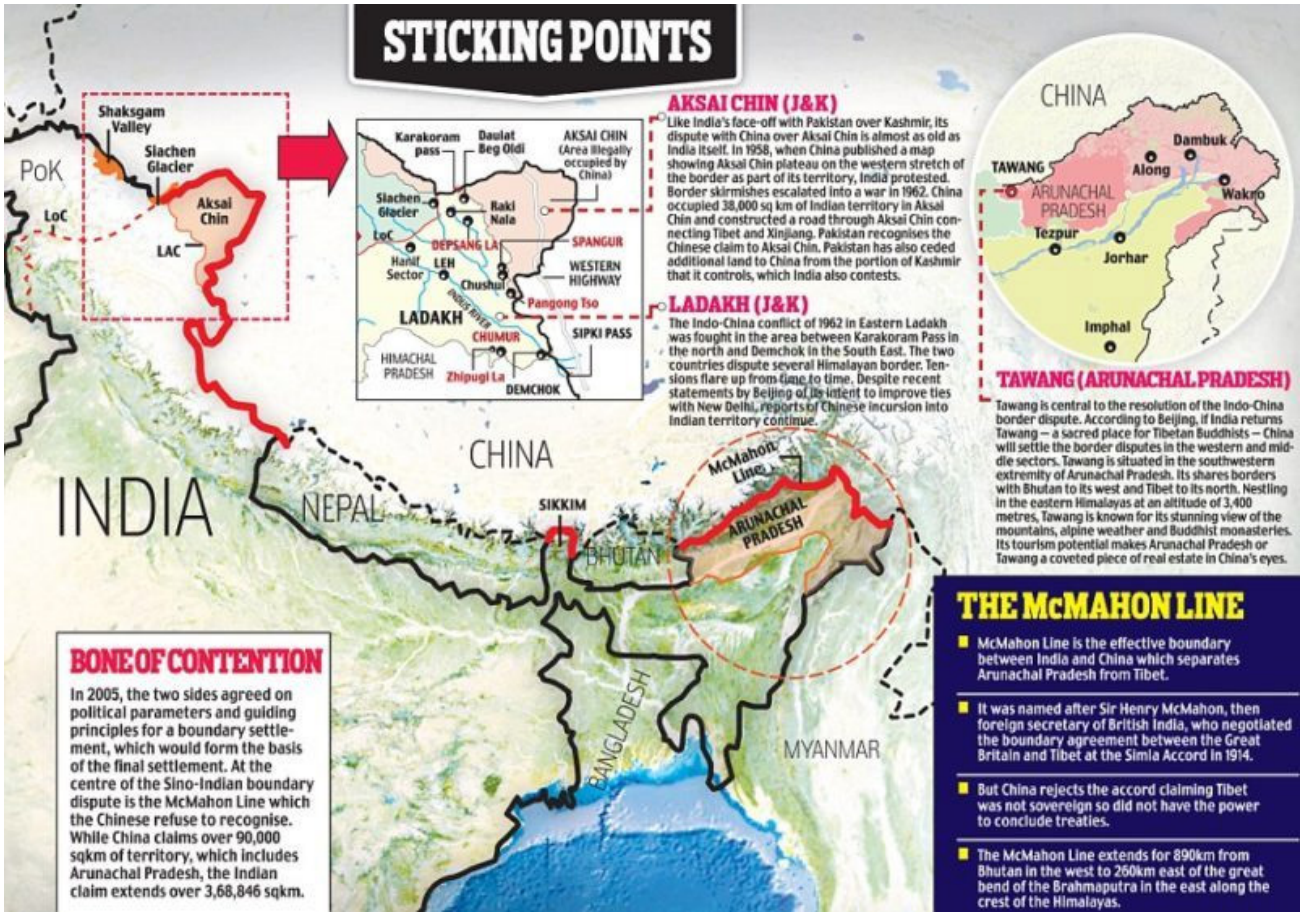 STICKING POINTS
Shaksgam
Valley
Siachen
Glacier
PoK
LoC
Aksai
Chin
LAC
Karakoram
pass
Daulat
Beg Oldi
AKSAI CHIN
(Area illegally
occupied by
China)
Siachen
Glacier
Raki
Nala
LoC
DEPSANG LA
SPANGUR
Hanif
Sector
LEH
WESTERN
HIGHWAY
Chushul
Pangong Tso
INDUS RIVER
LADAKH
SIPKI PASS
CHUMUR
HIMACHAL
PRADESH
Zhipugi La
DEMCHOK
AKSAI CHIN (J&K)
Like India's face-off with Pakistan over Kashmir, its
dispute with China over Aksai Chin is almost as old as
India itself. In 1958, when China published a map
showing Aksai Chin plateau on the western stretch of
the border as part of its territory, India protested.
Border skirmishes escalated into a war in 1962. China
occupied 38,000 sq km of Indian territory in Aksai
Chin and constructed a road through Aksai Chin con-
necting Tibet and Xinjiang. Pakistan recognises the
Chinese claim to Aksai Chin. Pakistan has also ceded
additional land to China from the portion of Kashmir
that it controls, which India also contests.
LADAKH (J&K)
The Indo-China conflict of 1962 in Eastern Ladakh
was fought in the area between Karakoram Pass in
the north and Demchok in the South East. The two
countries dispute several Himalayan border. Ten-
sions flare up from time to time. Despite recent
statements by Beijing of its intent to improve ties
with New Delhi, reports of Chinese incursion into
Indian territory continue.
CHINA
Dambuk
TAWANG
Along
ARUNACHAL
PRADESH
Wakro
Tezpur
Jorhar
Imphal
TAWANG (ARUNACHAL PRADESH)
Tawang is central to the resolution of the Indo-China
border dispute. According to Beijing, if India returns
Tawang — a sacred place for Tibetan Buddhists — China
will settle the border disputes in the western and mid-
dle sectors. Tawang is situated in the southwestern
extremity of Arunachal Pradesh. Its shares borders
with Bhutan to its west and Tibet to its north. Nestling
in the eastern Himalayas at an altitude of 3,400
metres, Tawang is known for its stunning view of the
mountains, alpine weather and Buddhist monasteries.
Its tourism potential makes Arunachal Pradesh or
Tawang a coveted piece of real estate in China's eyes.
CHINA
INDIA
NEPAL
SIKKIM
BHUTAN
McMahon
Line
ARUNACHAL
PRADESH
BANGLADESH
MYANMAR
BONE OF CONTENTION
In 2005, the two sides agreed on
political parameters and guiding
principles for a boundary settle-
ment, which would form the basis
of the final settlement. At the
centre of the Sino-Indian boundary
dispute is the McMahon Line which
the Chinese refuse to recognise.
While China claims over 90,000
sqkm of territory, which includes
Arunachal Pradesh, the Indian
claim extends over 3,68,846 sqkm.
THE McMAHON LINE
McMahon Line is the effective boundary
between India and China which separates
Arunachal Pradesh from Tibet.
It was named after Sir Henry McMahon, then
foreign secretary of British India, who negotiated
the boundary agreement between the Great
Britain and Tibet at the Simla Accord in 1914.
But China rejects the accord claiming Tibet
was not sovereign so did not have the power
to conclude treaties.
The McMahon Line extends for 890km from
Bhutan in the west to 260km east of the great
bend of the Brahmaputra in the east along the
crest of the Himalayas.